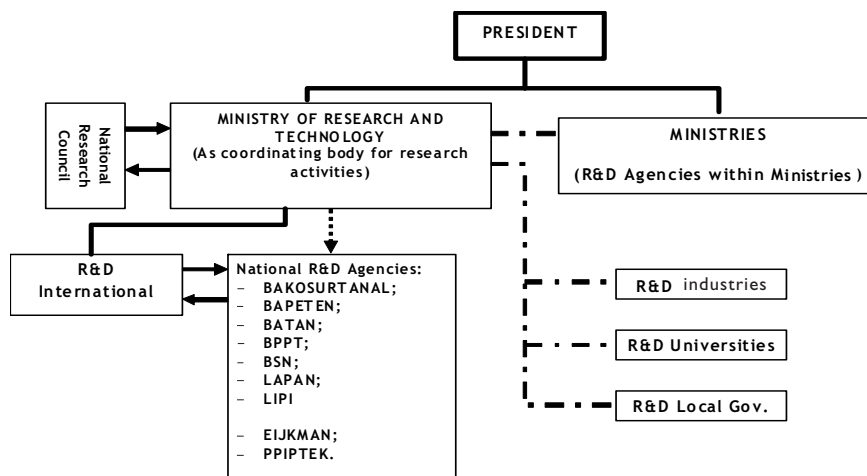 PRESIDENT
National
Research
Council
MINISTRY OF RESEARCH AND
TECHNOLOGY
(As coordinating body for research
activities)
MINISTRIES
(R&D Agencies within Ministries )
R&D
International
National R&D Agencies:
– BAKOSURTANAL;
– BAPETEN;
– BATAN;
– BPPT;
– BSN;
– LAPAN;
– LIPI
– EIJKMAN;
– PPIPTEK.
R&D industries
R&D Universities
R&D Local Gov.